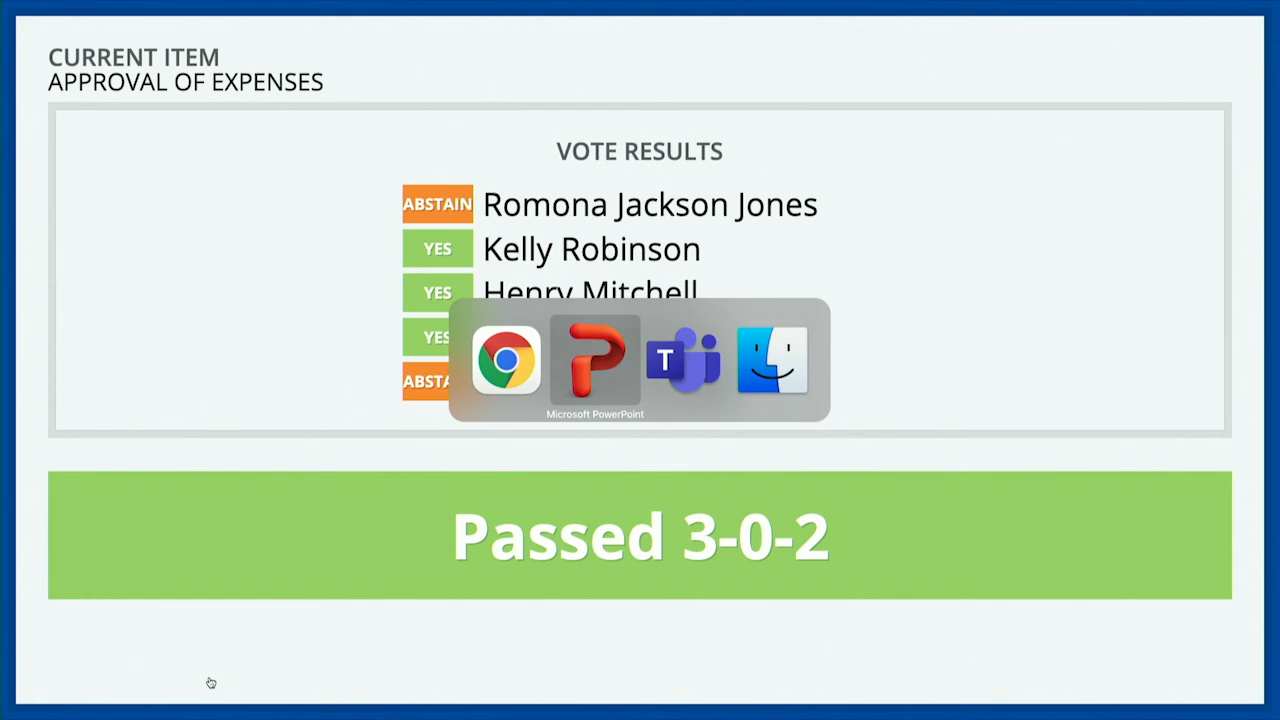 CURRENT ITEM
APPROVAL OF EXPENSES
VOTE RESULTS
ABSTAIN Romona Jackson Jones
YES Kelly Robinson
YES Henry Mitchell
YES
ABSTA
T
Microsoft PowerPoint
Passed 3-0-2